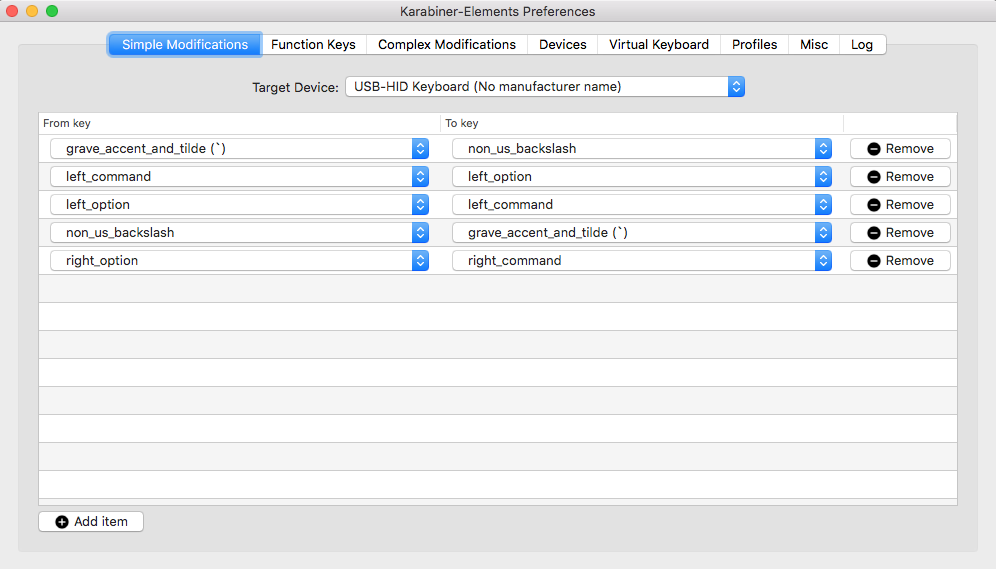 Karabiner-Elements Preferences
Simple Modifications Function Keys Complex Modifications Devices Virtual Keyboard Profiles Misc Log
Target Device: USB-HID Keyboard (No manufacturer name)
From key To key
grave_accent_and_tilde (`) non_us_backslash Remove
left_command left_option Remove
left_option left_command Remove
non_us_backslash grave_accent_and_tilde (`) Remove
right_option right_command Remove
Add item